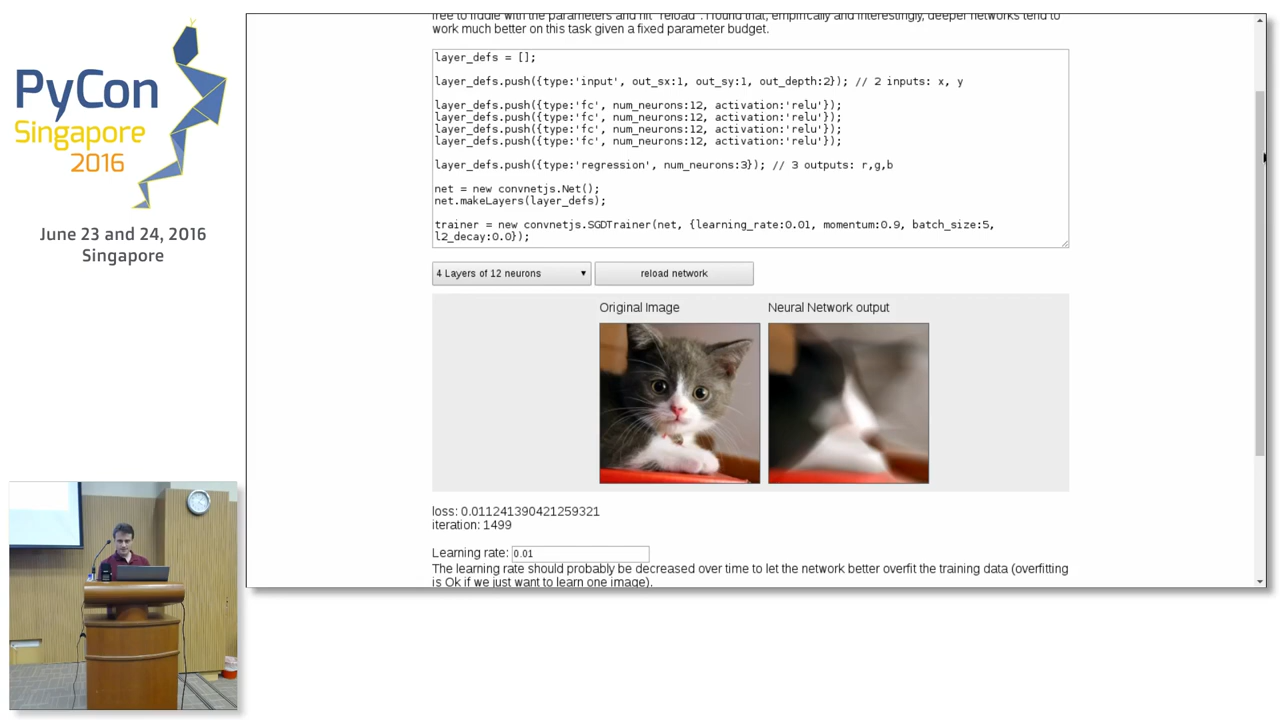 PyCon
Singapore
2016
June 23 and 24, 2016
Singapore
free to fiddle with the parameters and hit "reload". I found that, empirically and interestingly, deeper networks tend to
work much better on this task given a fixed parameter budget.
layer_defs = [];
layer_defs.push({type:'input', out_sx:1, out_sy:1, out_depth:2}); // 2 inputs: x, y
layer_defs.push({type:'fc', num_neurons:12, activation:'relu'});
layer_defs.push({type:'fc', num_neurons:12, activation:'relu'});
layer_defs.push({type:'fc', num_neurons:12, activation:'relu'});
layer_defs.push({type:'fc', num_neurons:12, activation:'relu'});
layer_defs.push({type:'regression', num_neurons:3}); // 3 outputs: r,g,b
net = new convnetjs.Net();
net.makeLayers(layer_defs);
trainer = new convnetjs.SGDTrainer(net, {learning_rate:0.01, momentum:0.9, batch_size:5,
l2_decay:0.0});
4 Layers of 12 neurons
reload network
Original Image
Neural Network output
loss: 0.011241390421259321
iteration: 1499
Learning rate: 0.01
The learning rate should probably be decreased over time to let the network better overfit the training data (overfitting
is Ok if we just want to learn one image).